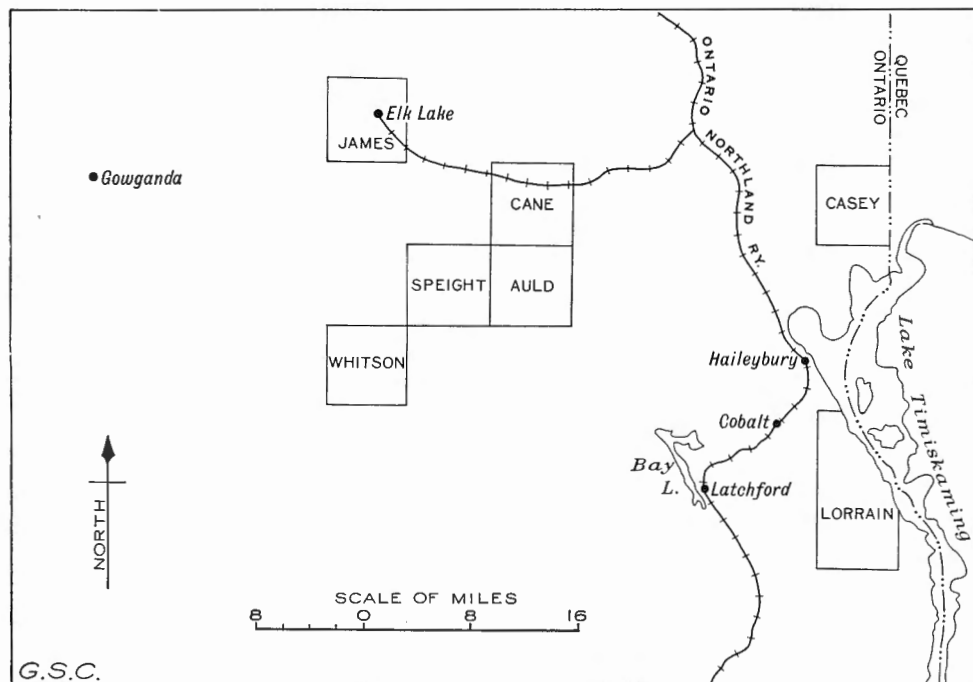 ONTARIO
NORTHLAND
RY.
QUEBEC
ONTARIO
Elk Lake
JAMES
Gowganda
CANE
CASEY
SPEIGHT
AULD
Lake Timiskaming
WHITSON
Haileybury
Cobalt
Bay
L.
Latchford
LORRAIN
NORTH
SCALE OF MILES
8 0 8 16
G.S.C.